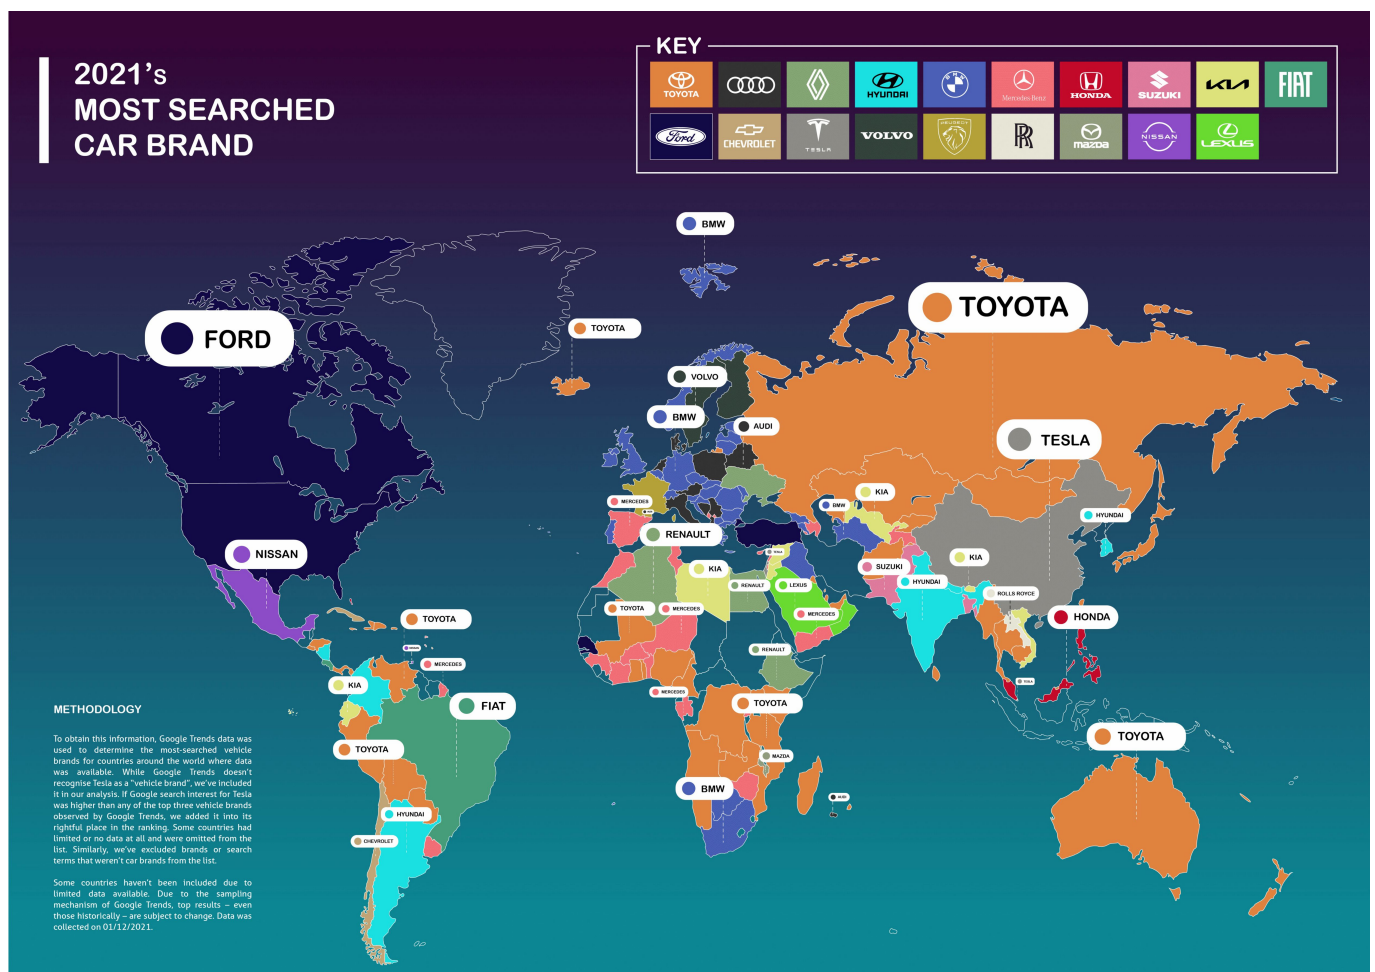 2021's
MOST SEARCHED
CAR BRAND
KEY
TOYOTA
HYUNDAI
BMW
Mercedes-Benz
HONDA
SUZUKI
KIA
FIAT
Ford
CHEVROLET
TESLA
VOLVO
PEUGEOT
RR
mazda
NISSAN
LEXUS
BMW
TOYOTA
TOYOTA
FORD
VOLVO
BMW
AUDI
TESLA
KIA
MERCEDES
BMW
HYUNDAI
RENAULT
NISSAN
TESLA
KIA
KIA
SUZUKI
HYUNDAI
RENAULT
LEXUS
ROLLS ROYCE
TOYOTA
MERCEDES
MERCEDES
HONDA
TOYOTA
RENAULT
MERCEDES
KIA
TESLA
MERCEDES
TOYOTA
FIAT
TOYOTA
TOYOTA
MAZDA
BMW
AUDI
HYUNDAI
CHEVROLET
METHODOLOGY
To obtain this information, Google Trends data was
used to determine the most-searched vehicle
brands for countries around the world where data
was available. While Google Trends doesn't
recognise Tesla as a "vehicle brand", we've included
it in our analysis. If Google search interest for Tesla
was higher than any of the top three vehicle brands
observed by Google Trends, we added it into its
rightful place in the ranking. Some countries had
limited or no data at all and were omitted from the
list. Similarly, we've excluded brands or search
terms that weren't car brands from the list.
Some countries haven't been included due to
limited data available. Due to the sampling
mechanism of Google Trends, top results – even
those historically – are subject to change. Data was
collected on 01/12/2021.